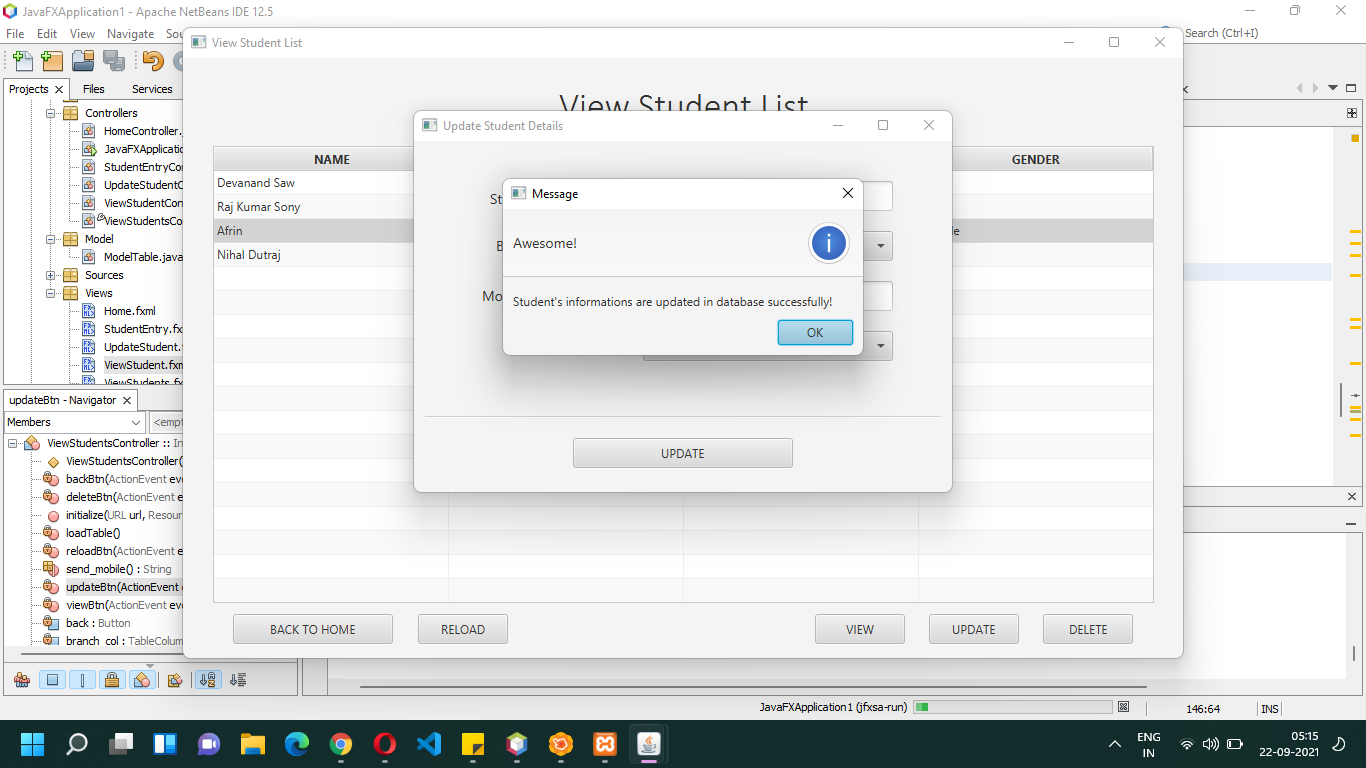 JavaFXApplication1 - Apache NetBeans IDE 12.5
File Edit View Navigate
Search (Ctrl+I)
Projects Files Services
Controllers
HomeController.
JavaFXApplicatio
StudentEntryCo
UpdateStudentC
ViewStudentCon
ViewStudentsCo
Model
ModelTable.java
Sources
Views
Home.fxml
StudentEntry.fx
UpdateStudent.
ViewStudent.fxm
ViewStudents.fx
updateBtn - Navigator
Members
<empt
ViewStudentsController :: In
ViewStudentsController(
backBtn(ActionEvent eve
deleteBtn(ActionEvent e
initialize(URL url, Resour
loadTable()
reloadBtn(ActionEvent e
send_mobile() : String
updateBtn(ActionEvent
viewBtn(ActionEvent eve
back : Button
branch_col : TableColum
View Student List
View Student List
NAME
GENDER
Devanand Saw
Raj Kumar Sony
Afrin
le
Nihal Dutraj
BACK TO HOME
RELOAD
VIEW
UPDATE
DELETE
Update Student Details
St
B
Mo
UPDATE
Message
Awesome!
Student's informations are updated in database successfully!
OK
JavaFXApplication1 (jfxsa-run)
146:64
INS
ENG
IN
05:15
22-09-2021